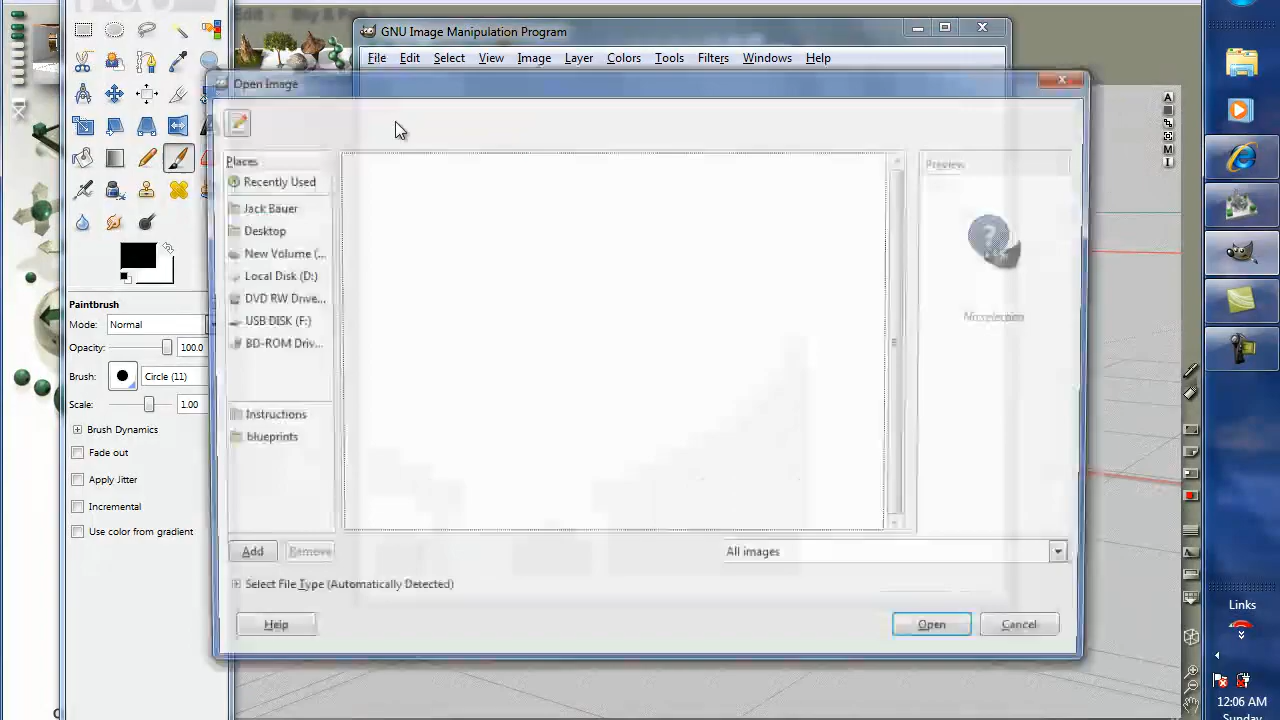 GNU Image Manipulation Program
File Edit Select View Image Layer Colors Tools Filters Windows Help
Open Image
Places
Recently Used
Jack Bauer
Desktop
New Volume (...
Local Disk (D:)
DVD RW Drive...
USB DISK (F:)
BD-ROM Driv...
Instructions
blueprints
Preview
No selection
Add
Remove
All images
Select File Type (Automatically Detected)
Help
Open
Cancel
Paintbrush
Mode: Normal
Opacity: 100.0
Brush: Circle (11)
Scale: 1.00
Brush Dynamics
Fade out
Apply Jitter
Incremental
Use color from gradient
A
M
I
Links
12:06 AM
Sunday